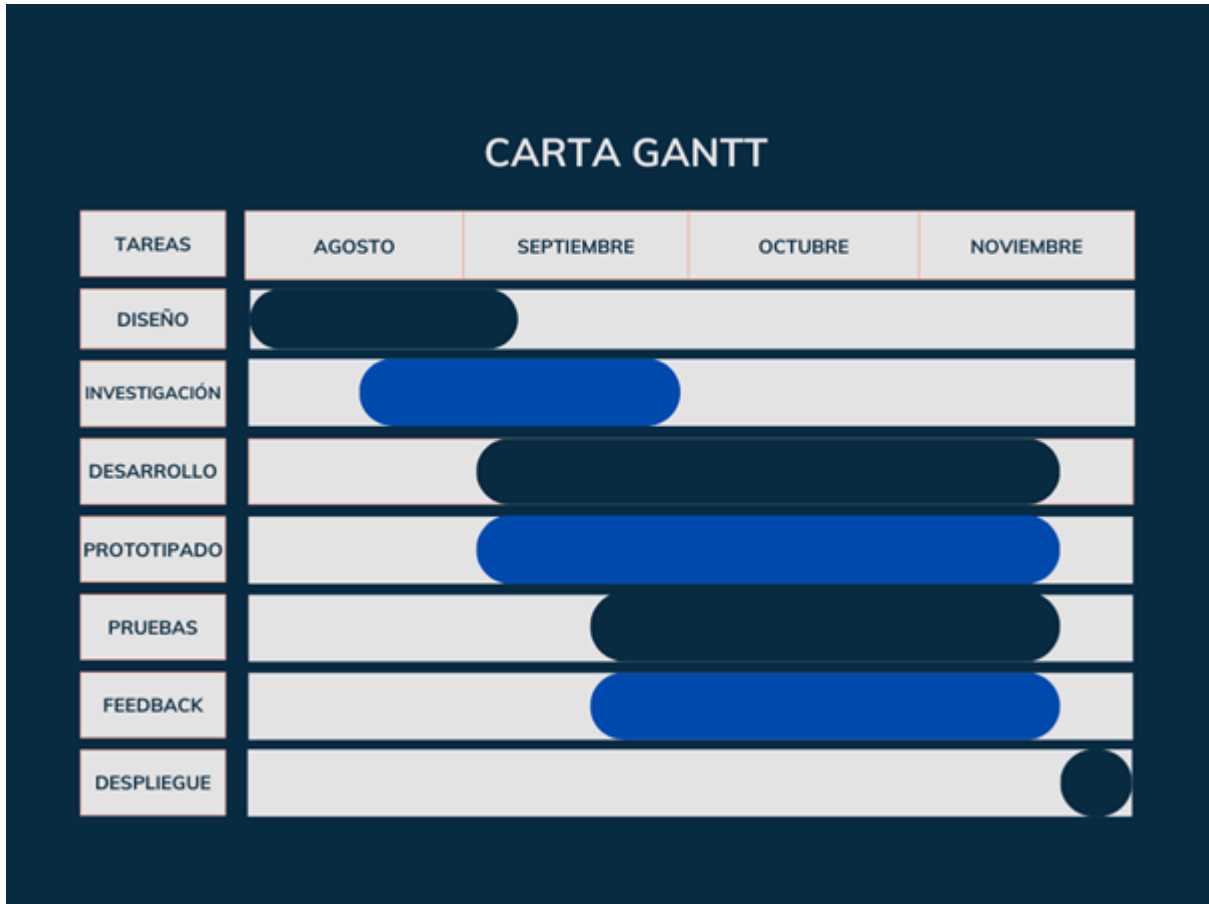 CARTA GANTT
TAREAS
AGOSTO
SEPTIEMBRE
OCTUBRE
NOVIEMBRE
DISEÑO
INVESTIGACIÓN
DESARROLLO
PROTOTIPADO
PRUEBAS
FEEDBACK
DESPLIEGUE